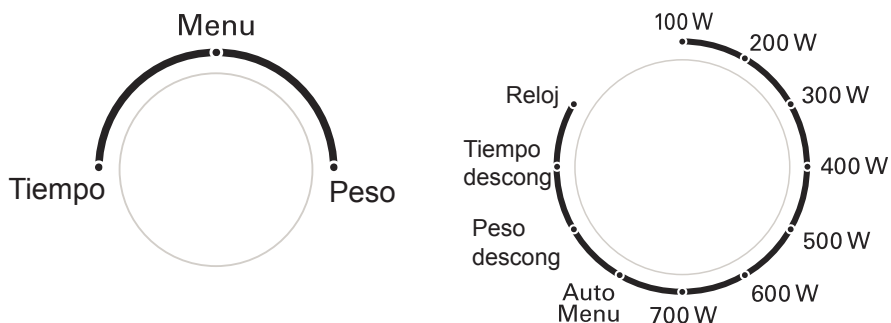 Menu
Tiempo
Peso
100 W
200 W
300 W
400 W
500 W
600 W
700 W
Auto
Menu
Peso
descong
Tiempo
descong
Reloj